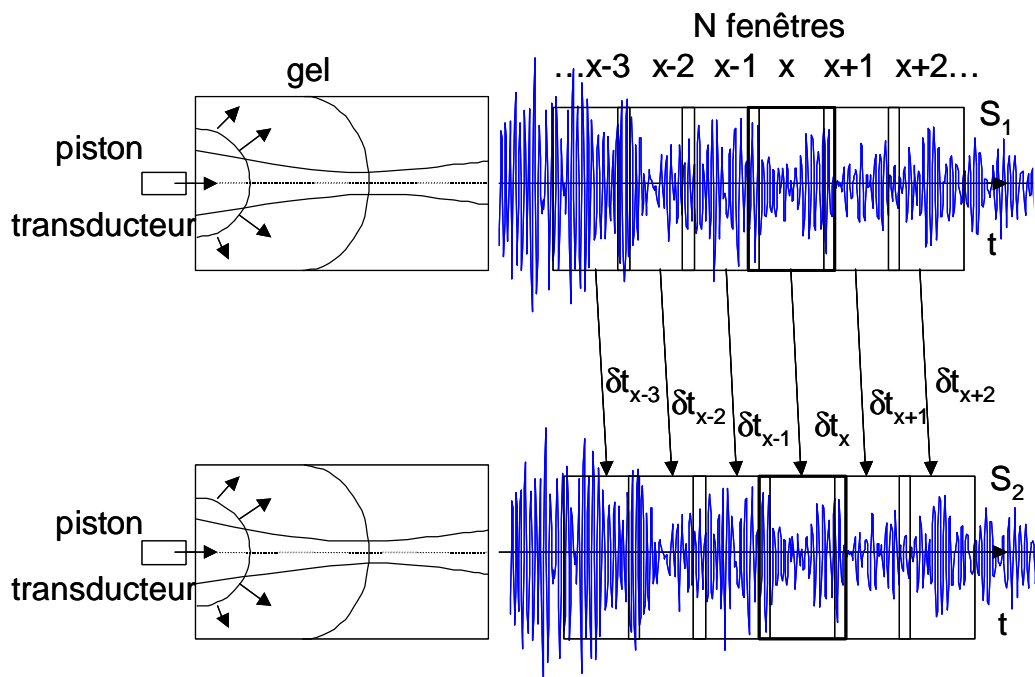 N fenêtres
gel
...x-3 x-2 x-1 x x+1 x+2...
S1
piston
transducteur
t
δtx-3 δtx-2 δtx-1 δtx δtx+1 δtx+2
S2
piston
transducteur
t